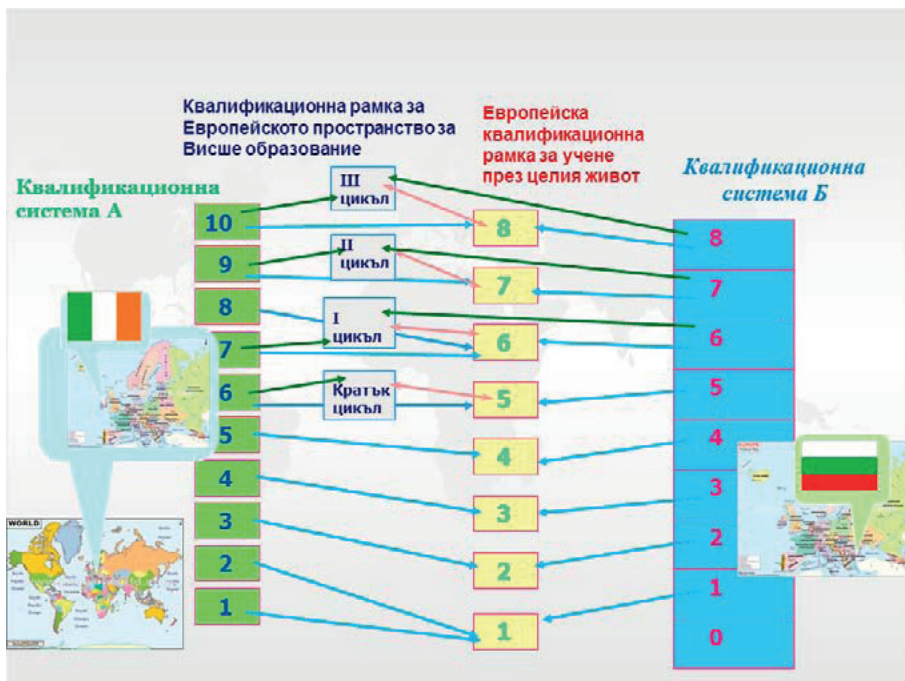 Квалификационна рамка за
Европейското пространство за
Висше образование
Европейска
квалификационна
рамка за учене
през целия живот
Квалификационна
система А
Квалификационна
система Б
10
9
8
7
6
5
4
3
2
1
III
цикъл
II
цикъл
I
цикъл
Кратък
цикъл
8
7
6
5
4
3
2
1
8
7
6
5
4
3
2
1
0
WORLD